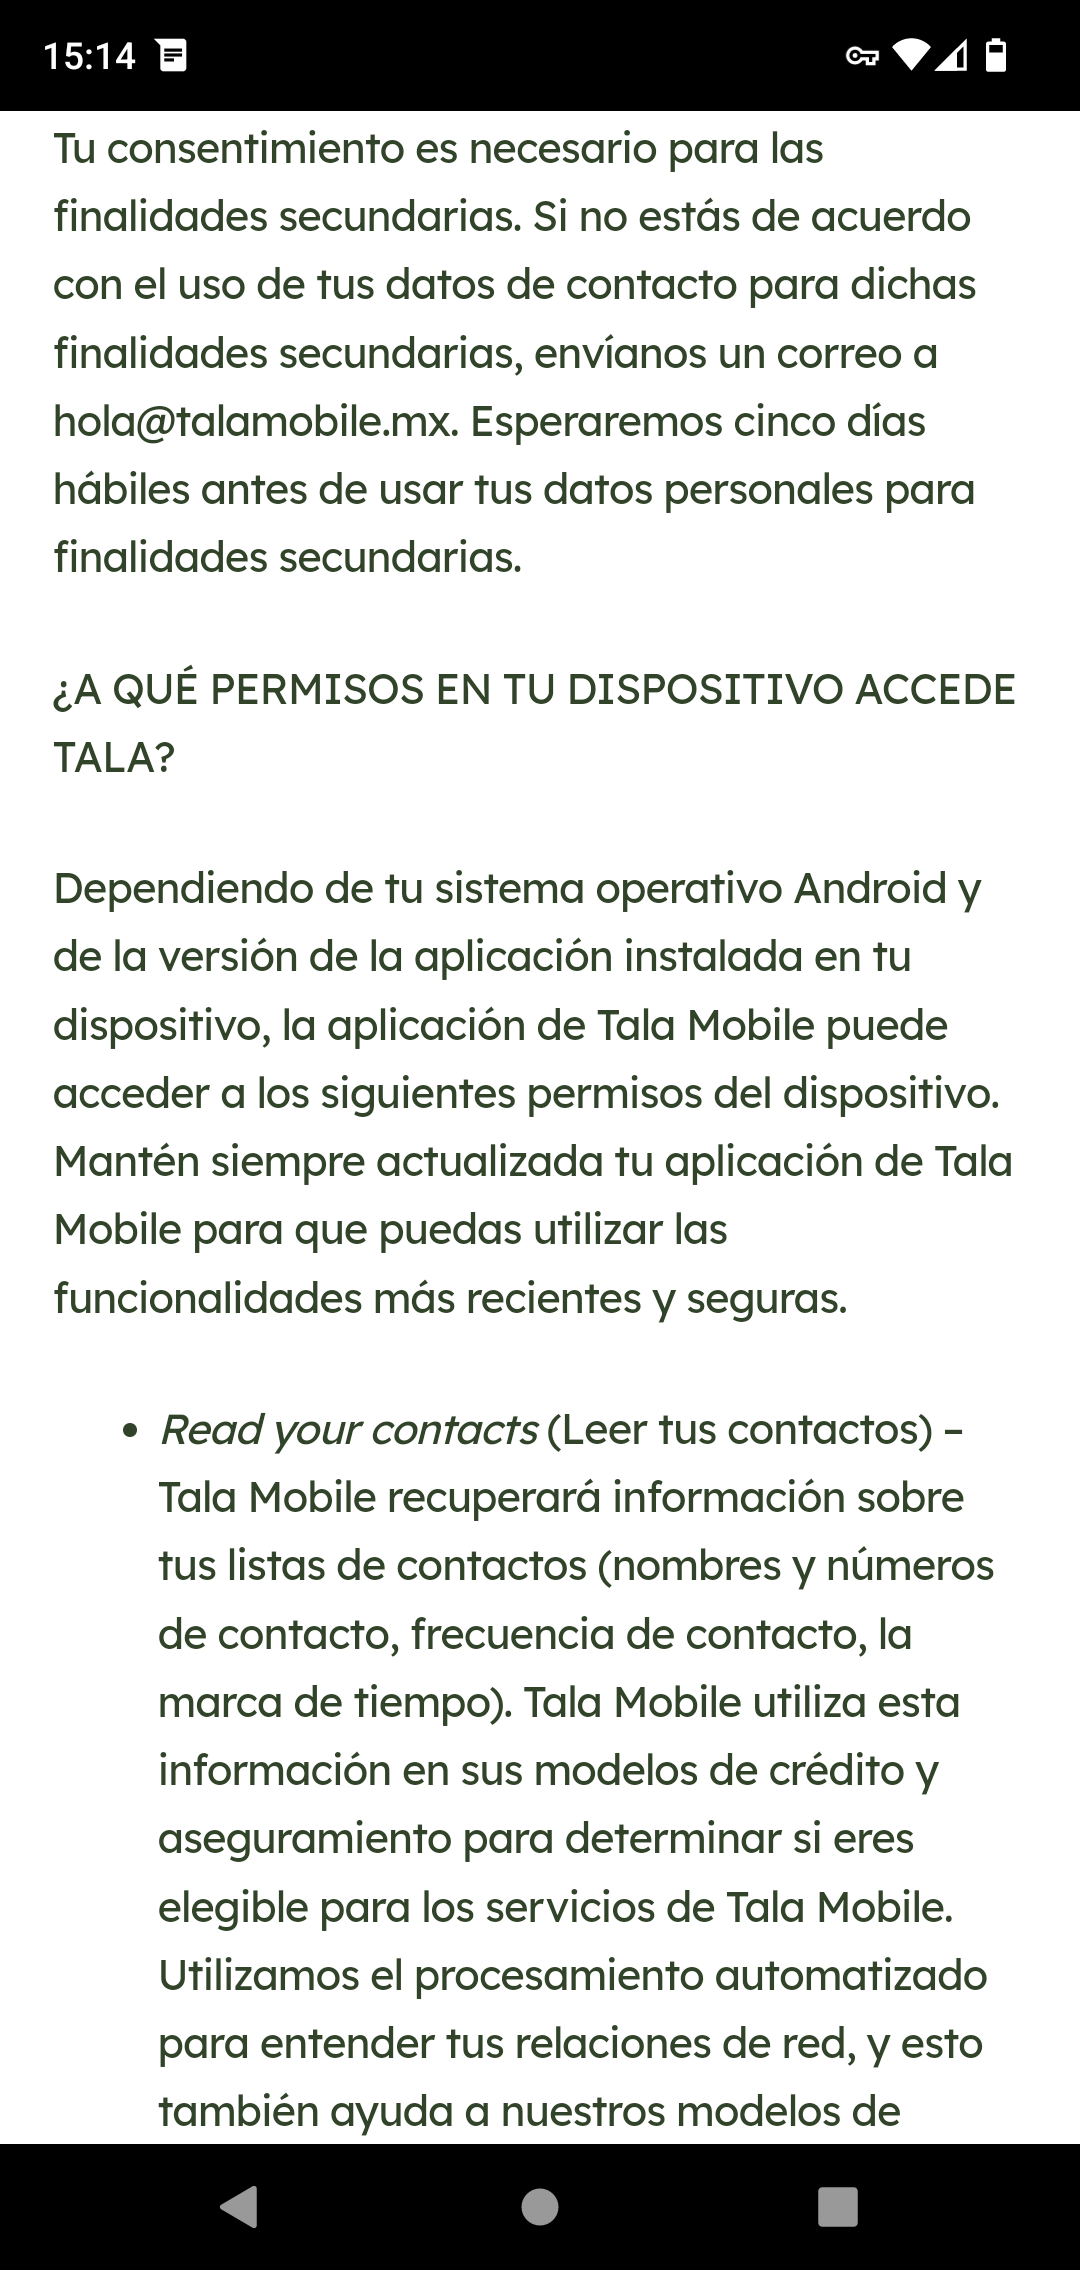 15:14
Tu consentimiento es necesario para las
finalidades secundarias. Si no estás de acuerdo
con el uso de tus datos de contacto para dichas
finalidades secundarias, envíanos un correo a
hola@talamobile.mx. Esperaremos cinco días
hábiles antes de usar tus datos personales para
finalidades secundarias.
¿A QUÉ PERMISOS EN TU DISPOSITIVO ACCEDE
TALA?
Dependiendo de tu sistema operativo Android y
de la versión de la aplicación instalada en tu
dispositivo, la aplicación de Tala Mobile puede
acceder a los siguientes permisos del dispositivo.
Mantén siempre actualizada tu aplicación de Tala
Mobile para que puedas utilizar las
funcionalidades más recientes y seguras.
• Read your contacts (Leer tus contactos) –
Tala Mobile recuperará información sobre
tus listas de contactos (nombres y números
de contacto, frecuencia de contacto, la
marca de tiempo). Tala Mobile utiliza esta
información en sus modelos de crédito y
aseguramiento para determinar si eres
elegible para los servicios de Tala Mobile.
Utilizamos el procesamiento automatizado
para entender tus relaciones de red, y esto
también ayuda a nuestros modelos de